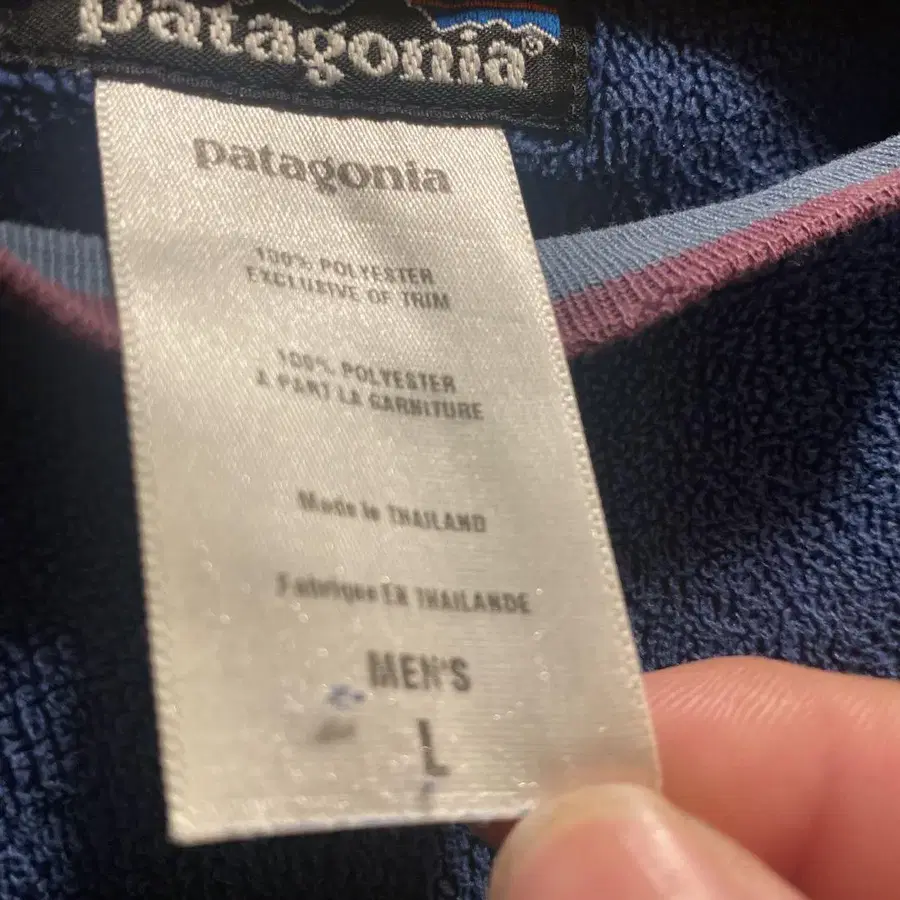 patagonia®
patagonia
100% POLYESTER
EXCLUSIVE OF TRIM
100% POLYESTER
À PART LA GARNITURE
Made in THAILAND
Fabriqué EN THAILANDE
MEN'S
L